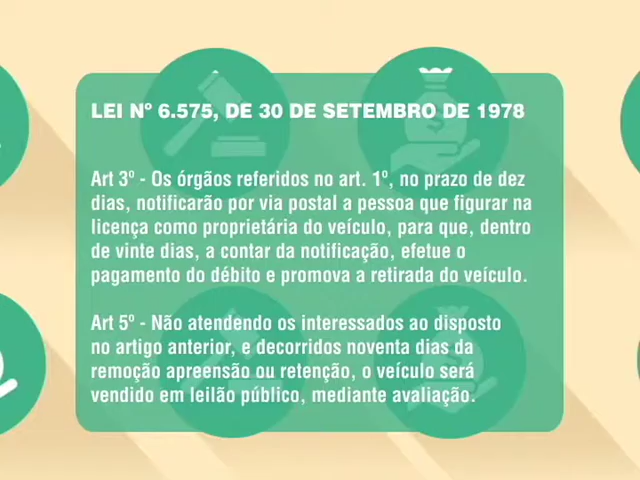 LEI Nº 6.575, DE 30 DE SETEMBRO DE 1978
Art 3º - Os órgãos referidos no art. 1º, no prazo de dez
dias, notificarão por via postal a pessoa que figurar na
licença como proprietária do veículo, para que, dentro
de vinte dias, a contar da notificação, efetue o
pagamento do débito e promova a retirada do veículo.
Art 5º - Não atendendo os interessados ao disposto
no artigo anterior, e decorridos noventa dias da
remoção apreensão ou retenção, o veículo será
vendido em leilão público, mediante avaliação.